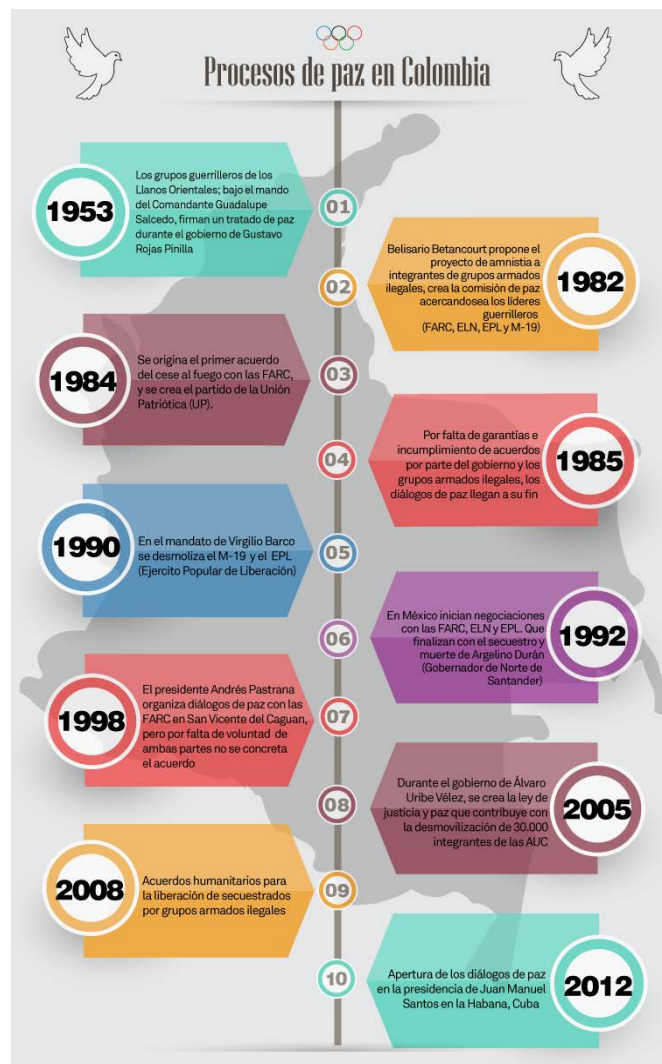 Procesos de paz en Colombia
1953
Los grupos guerrilleros de los
Llanos Orientales; bajo el mando
del Comandante Guadalupe
Salcedo, firman un tratado de paz
durante el gobierno de Gustavo
Rojas Pinilla
01
02
Belisario Betancourt propone el
proyecto de amnistia a
integrantes de grupos armados
ilegales, crea la comisión de paz
acercandosea los líderes
guerrilleros
(FARC, ELN, EPL y M-19)
1982
1984
Se origina el primer acuerdo
del cese al fuego con las FARC,
y se crea el partido de la Unión
Patriótica (UP).
03
04
Por falta de garantías e
incumplimiento de acuerdos
por parte del gobierno y los
grupos armados ilegales, los
diálogos de paz llegan a su fin
1985
1990
En el mandato de Virgilio Barco
se desmoliza el M-19 y el EPL
(Ejercito Popular de Liberación)
05
06
En México inician negociaciones
con las FARC, ELN y EPL. Que
finalizan con el secuestro y
muerte de Argelino Durán
(Gobernador de Norte de
Santander)
1992
1998
El presidente Andrés Pastrana
organiza diálogos de paz con las
FARC en San Vicente del Caguan,
pero por falta de voluntad de
ambas partes no se concreta
el acuerdo
07
08
Durante el gobierno de Álvaro
Uribe Vélez, se crea la ley de
justicia y paz que contribuye con
la desmovilización de 30.000
integrantes de las AUC
2005
2008
Acuerdos humanitarios para
la liberación de secuestrados
por grupos armados ilegales
09
10
Apertura de los diálogos de paz
en la presidencia de Juan Manuel
Santos en la Habana, Cuba
2012